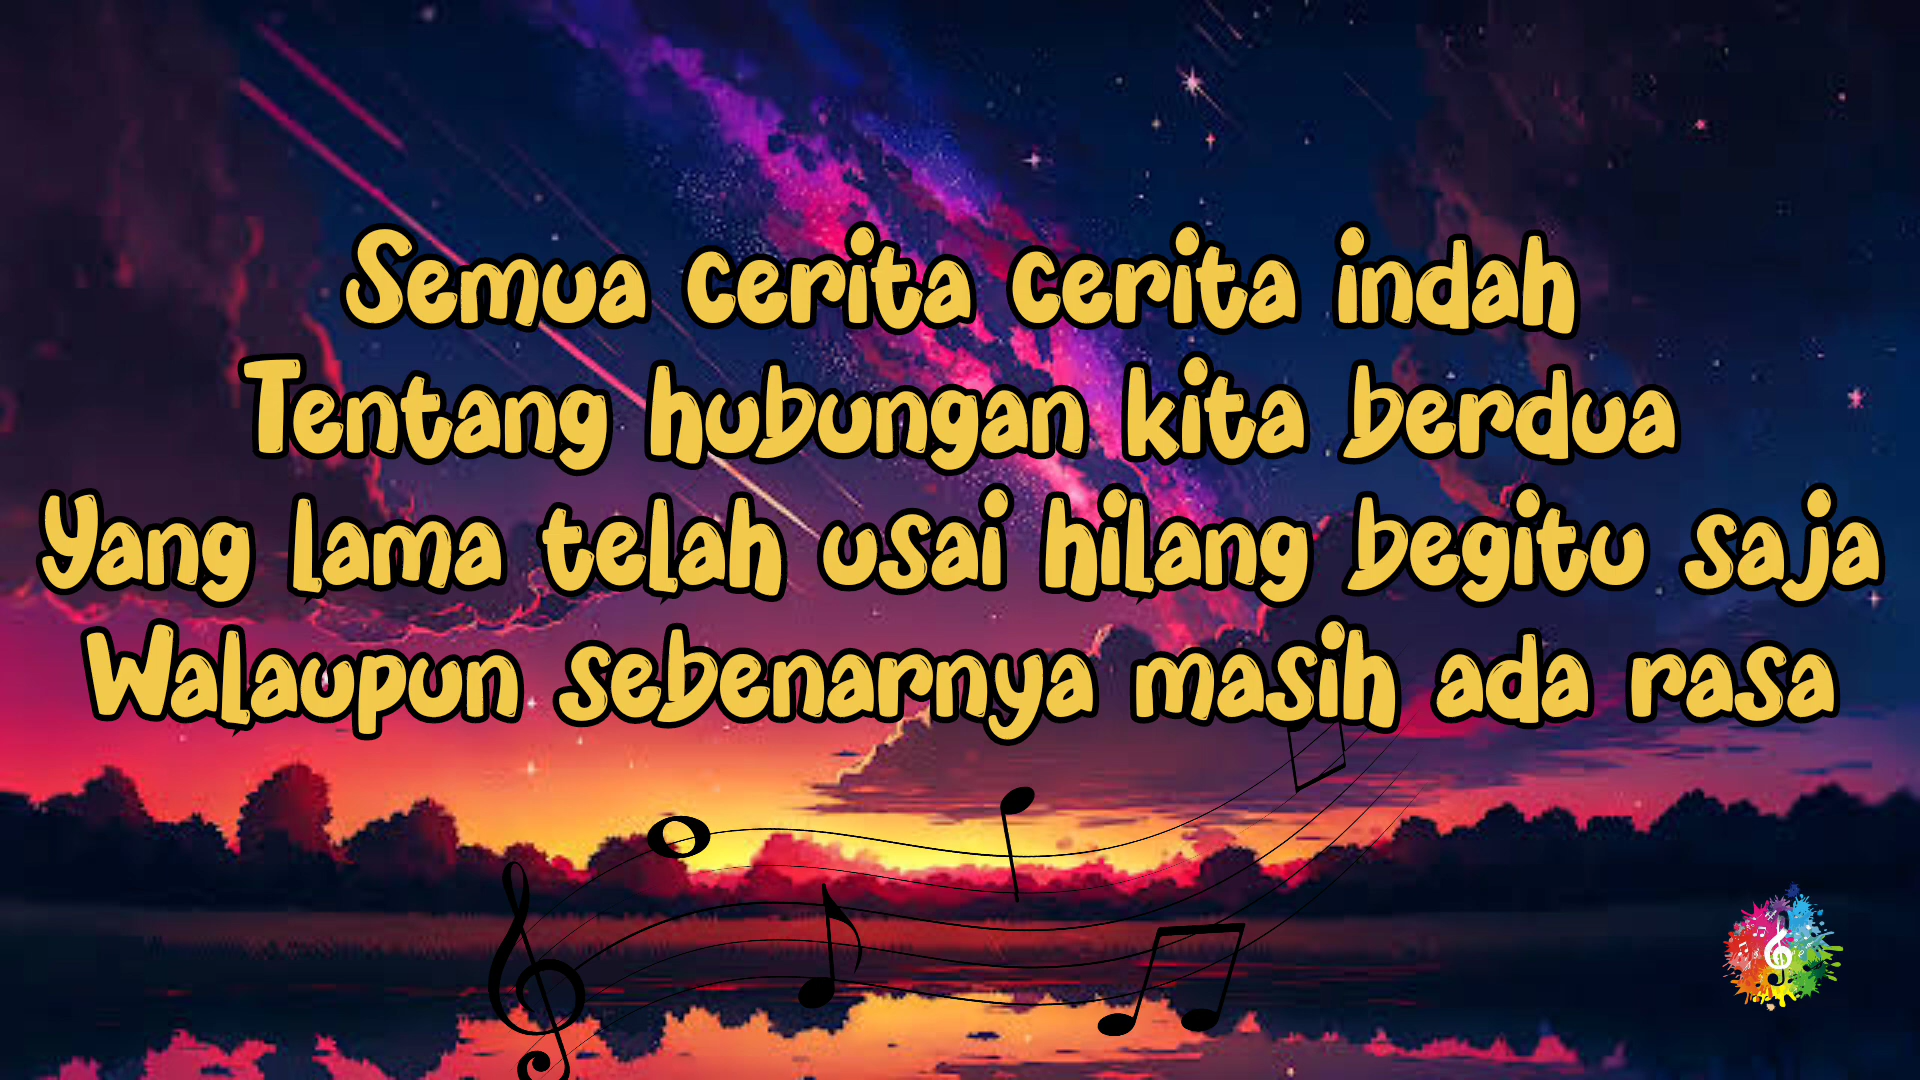 Semua cerita cerita indah
Tentang hubungan kita berdua
Yang lama telah usai hilang begitu saja
Walaupun sebenarnya masih ada rasa